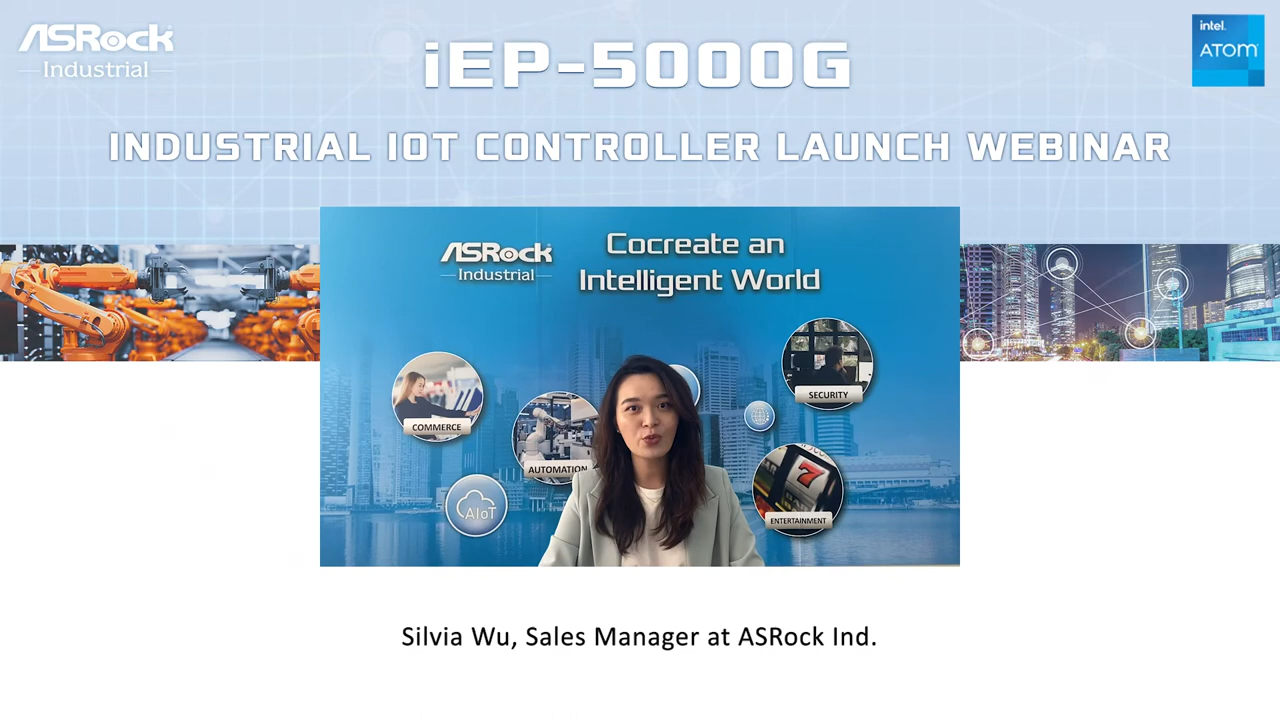 ASRock
Industrial
iEP-5000G
intel.
ATOM
INDUSTRIAL IOT CONTROLLER LAUNCH WEBINAR
ASRock
Industrial
Cocreate an
Intelligent World
SECURITY
COMMERCE
AUTOMATION
7
AIoT
ENTERTAINMENT
Silvia Wu, Sales Manager at ASRock Ind.